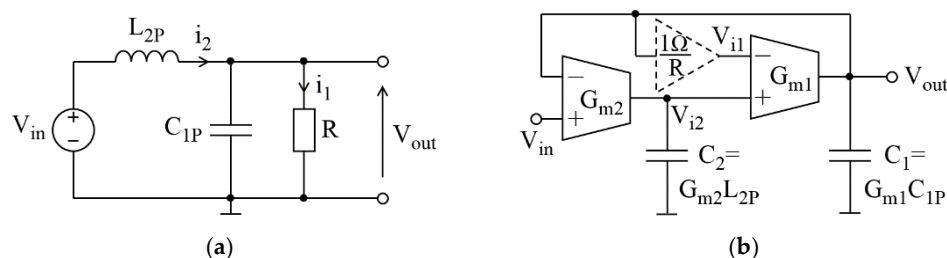 L2P
i2
Vin
+
−
C1P
i1
R
Vout
(a)
1Ω
R
Vi1
−
Gm1
+
Vout
−
Gm2
+
Vin
Vi2
C2=
Gm2L2P
C1=
Gm1C1P
(b)